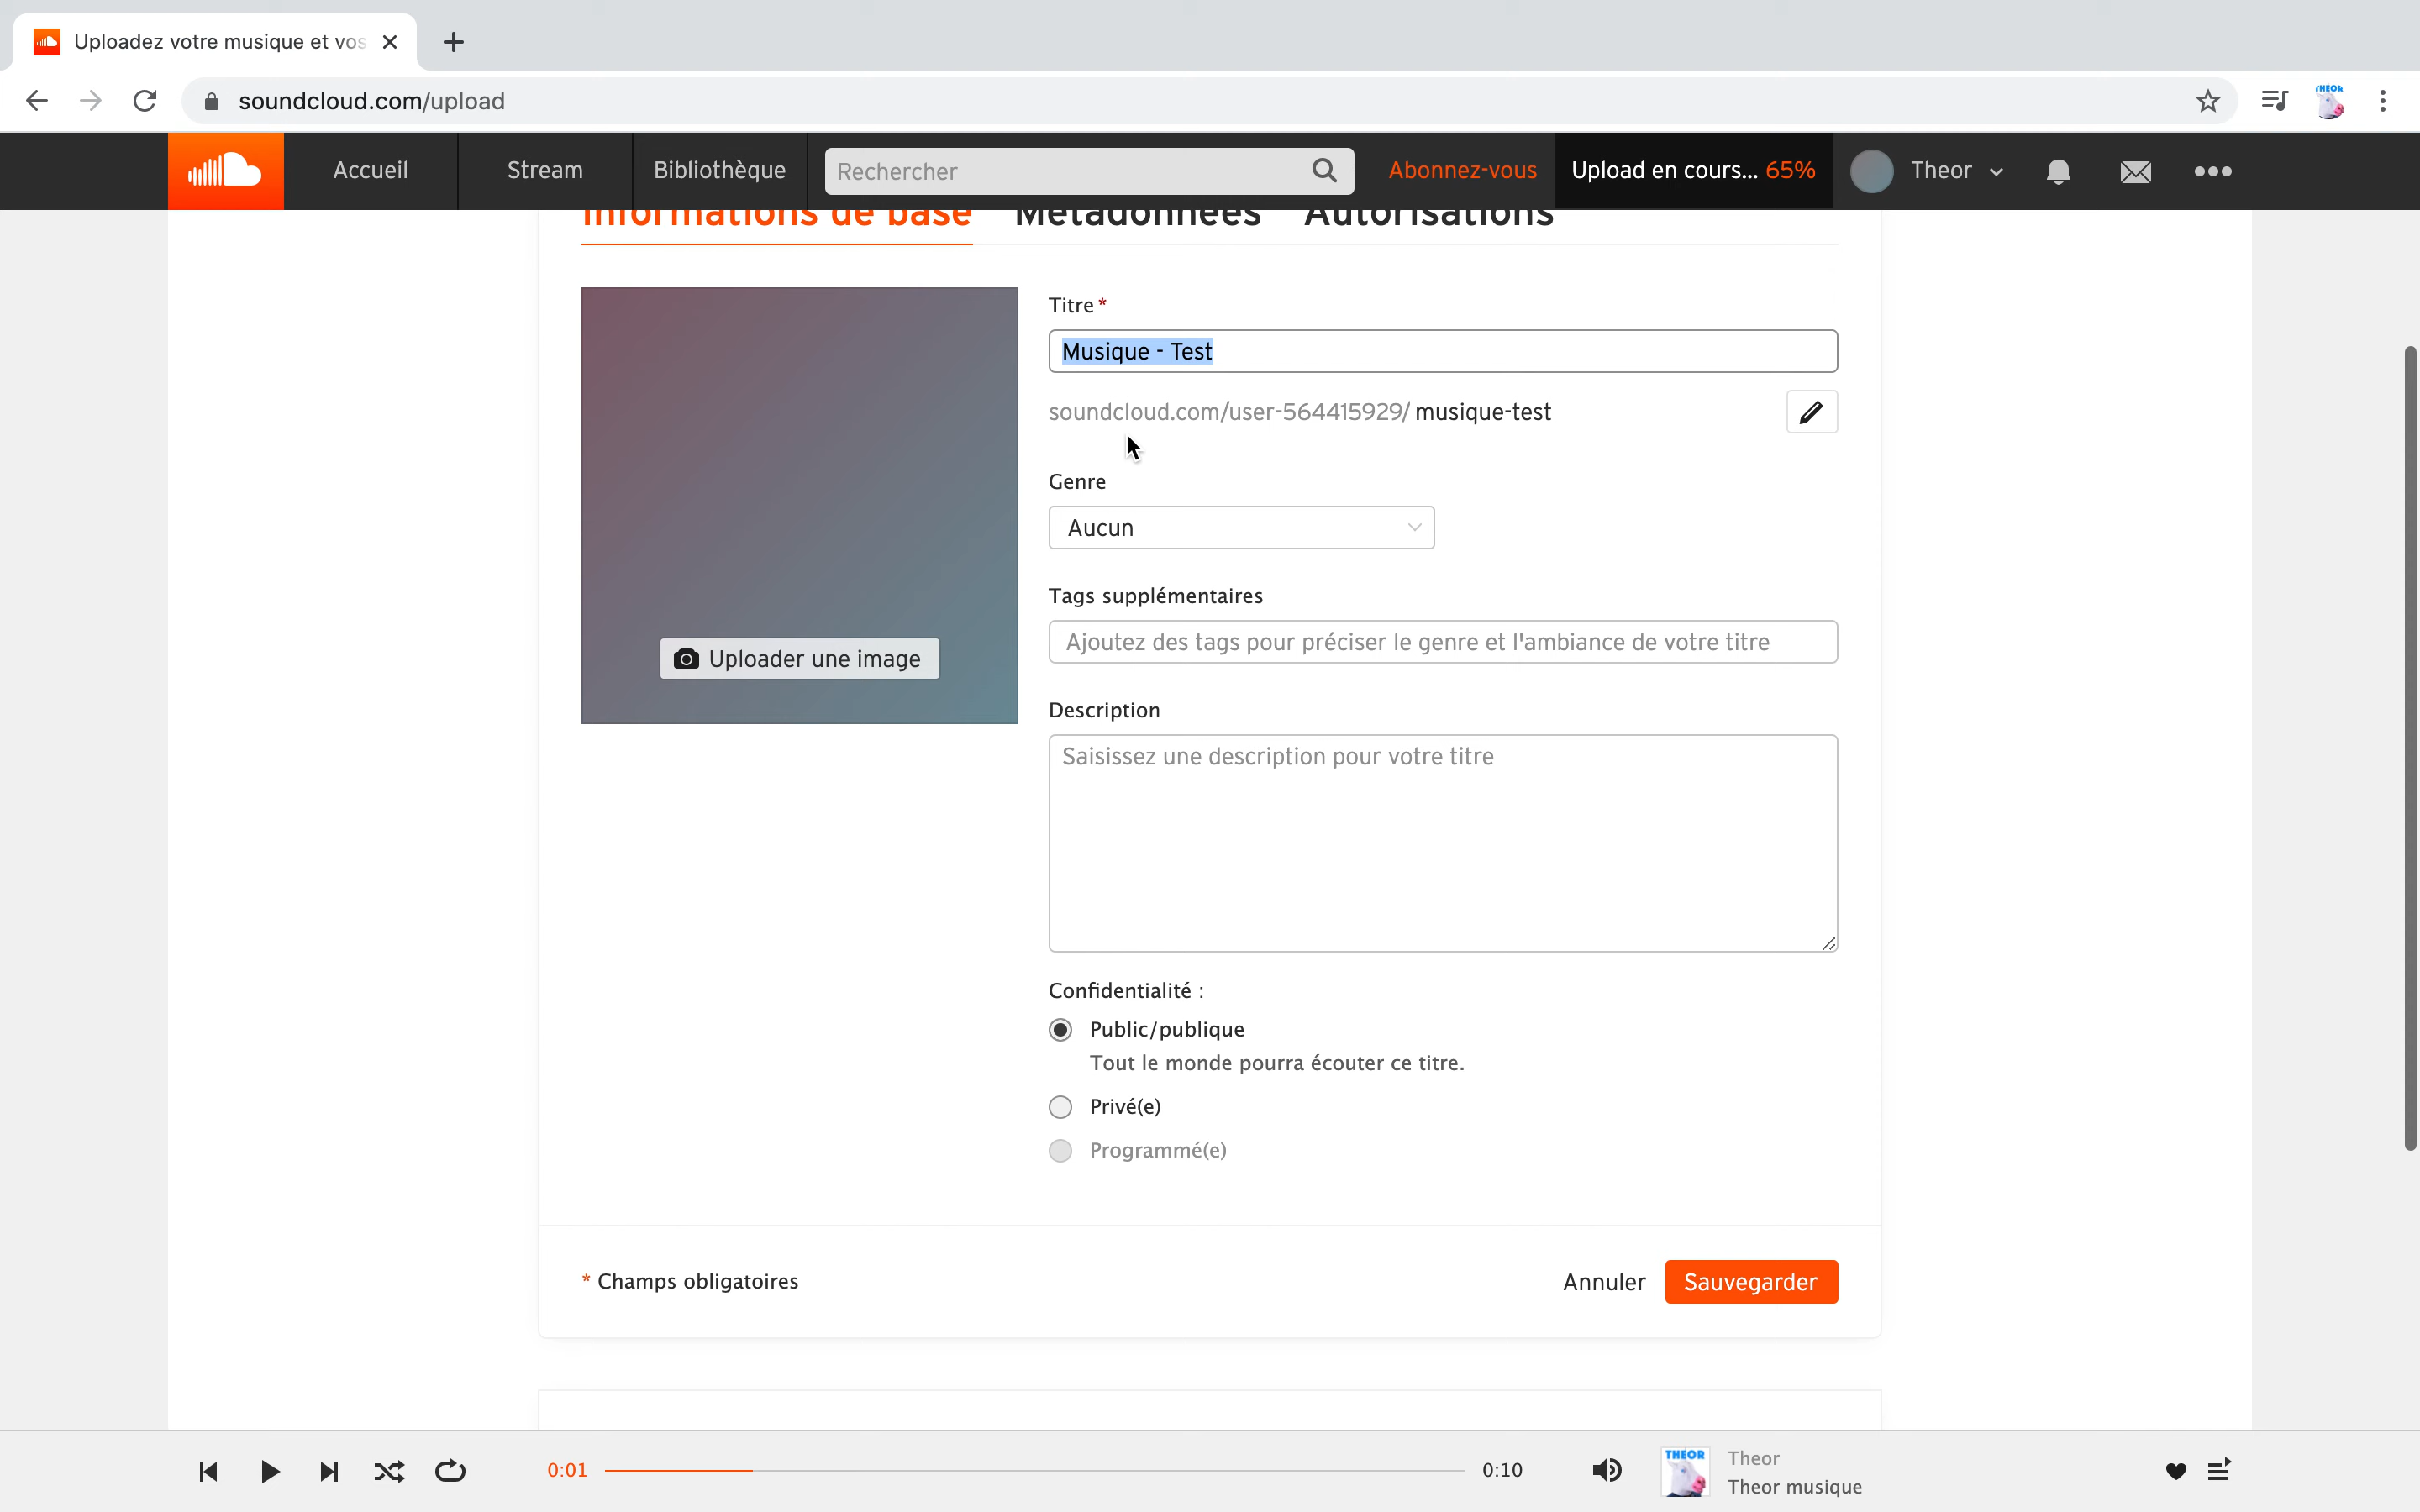 Uploadez votre musique et vos
soundcloud.com/upload
Accueil
Stream
Bibliothèque
Rechercher
Abonnez-vous
Upload en cours... 65%
Theor
Informations de base
Métadonnées
Autorisations
Titre *
Musique - Test
soundcloud.com/user-564415929/ musique-test
Genre
Aucun
Tags supplémentaires
Ajoutez des tags pour préciser le genre et l'ambiance de votre titre
Uploader une image
Description
Saisissez une description pour votre titre
Confidentialité :
Public/publique
Tout le monde pourra écouter ce titre.
Privé(e)
Programmé(e)
* Champs obligatoires
Annuler
Sauvegarder
0:01
0:10
THEOR
Theor
Theor musique